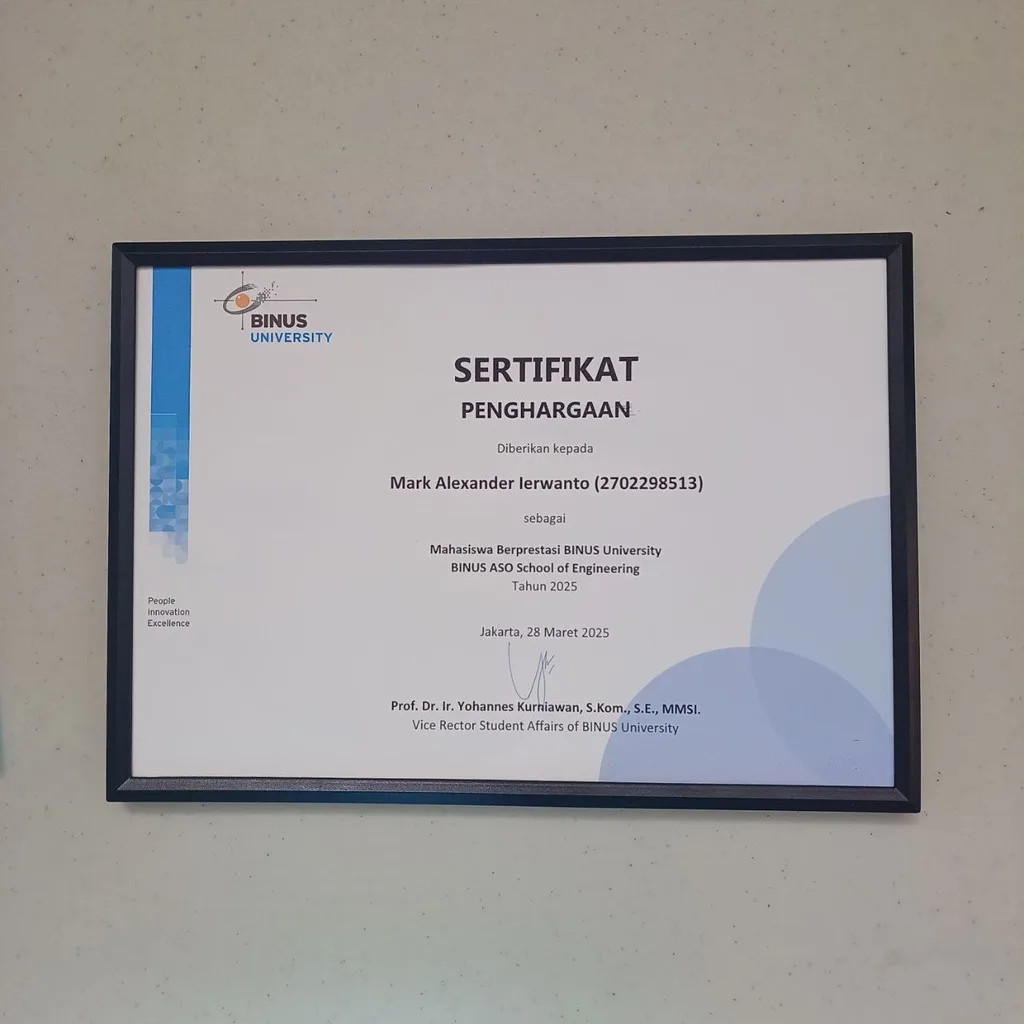 BINUS
UNIVERSITY
SERTIFIKAT
PENGHARGAAN
Diberikan kepada
Mark Alexander Ierwanto (2702298513)
sebagai
Mahasiswa Berprestasi BINUS University
BINUS ASO School of Engineering
Tahun 2025
People
Innovation
Excellence
Jakarta, 28 Maret 2025
Prof. Dr. Ir. Yohannes Kurniawan, S.Kom., S.E., MMSI.
Vice Rector Student Affairs of BINUS University